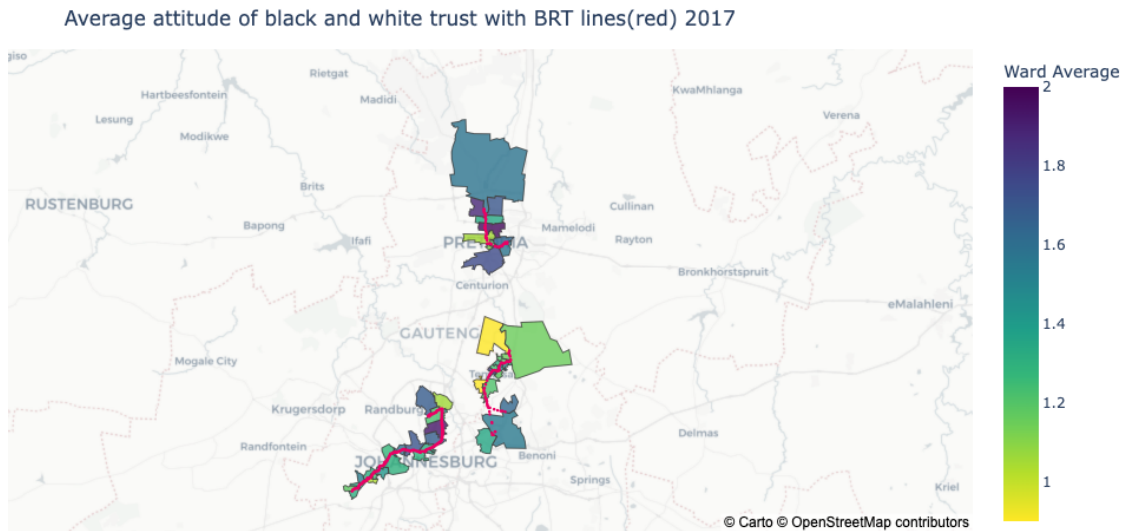 Average attitude of black and white trust with BRT lines(red) 2017
Ward Average
2
1.8
1.6
1.4
1.2
1
Rietgat
KwaMhlanga
Hartbeesfontein
Madidi
Verena
Lesung
Modikwe
Brits
Cullinan
RUSTENBURG
Bapong
Mamelodi
Ifafi
Rayton
Bronkhorstspruit
Centurion
eMalahleni
GAUTENG
Mogale City
Krugersdorp
Randburg
Delmas
Randfontein
JOHANNESBURG
Benoni
Springs
Kriel
© Carto © OpenStreetMap contributors